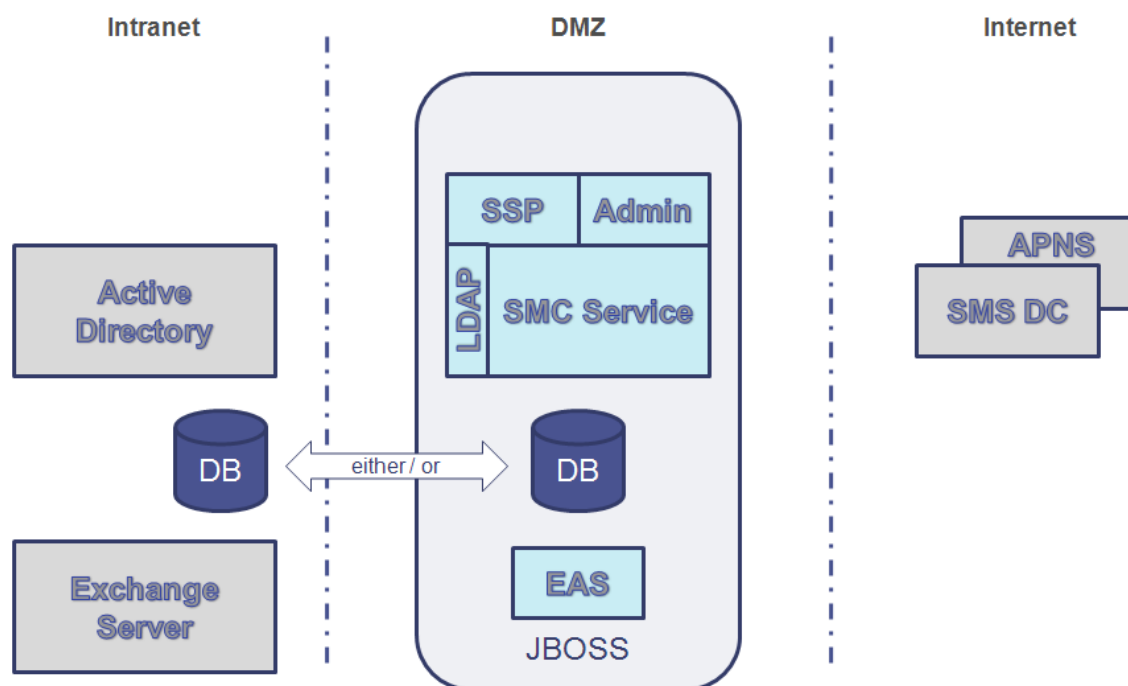 Intranet
DMZ
Internet
SSP
Admin
LDAP
SMC Service
Active
Directory
APNS
SMS DC
DB
either / or
DB
Exchange
Server
EAS
JBOSS